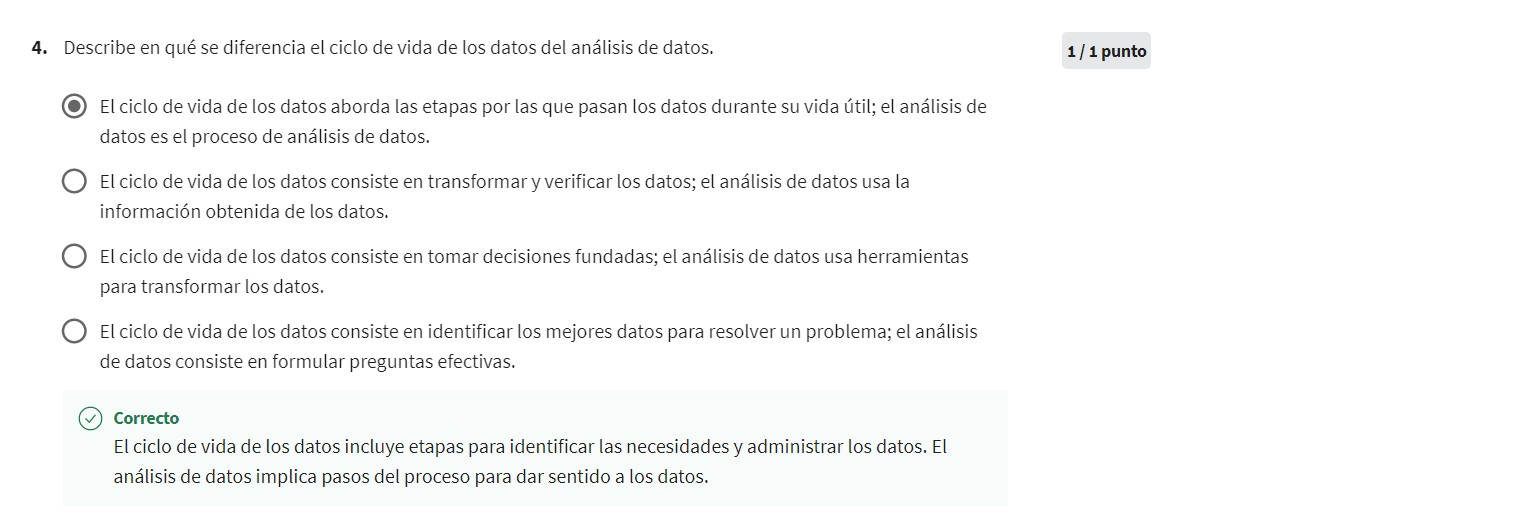 4. Describe en qué se diferencia el ciclo de vida de los datos del análisis de datos.
1 / 1 punto
El ciclo de vida de los datos aborda las etapas por las que pasan los datos durante su vida útil; el análisis de
datos es el proceso de análisis de datos.
El ciclo de vida de los datos consiste en transformar y verificar los datos; el análisis de datos usa la
información obtenida de los datos.
El ciclo de vida de los datos consiste en tomar decisiones fundadas; el análisis de datos usa herramientas
para transformar los datos.
El ciclo de vida de los datos consiste en identificar los mejores datos para resolver un problema; el análisis
de datos consiste en formular preguntas efectivas.
Correcto
El ciclo de vida de los datos incluye etapas para identificar las necesidades y administrar los datos. El
análisis de datos implica pasos del proceso para dar sentido a los datos.